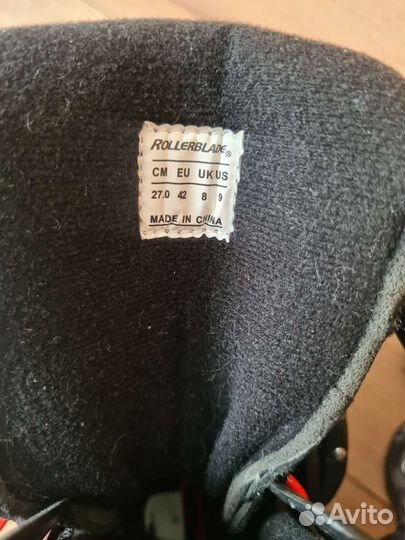 ROLLERBLADE®
CM EU UK US
27.0 42 8 9
MADE IN CHINA
Avito